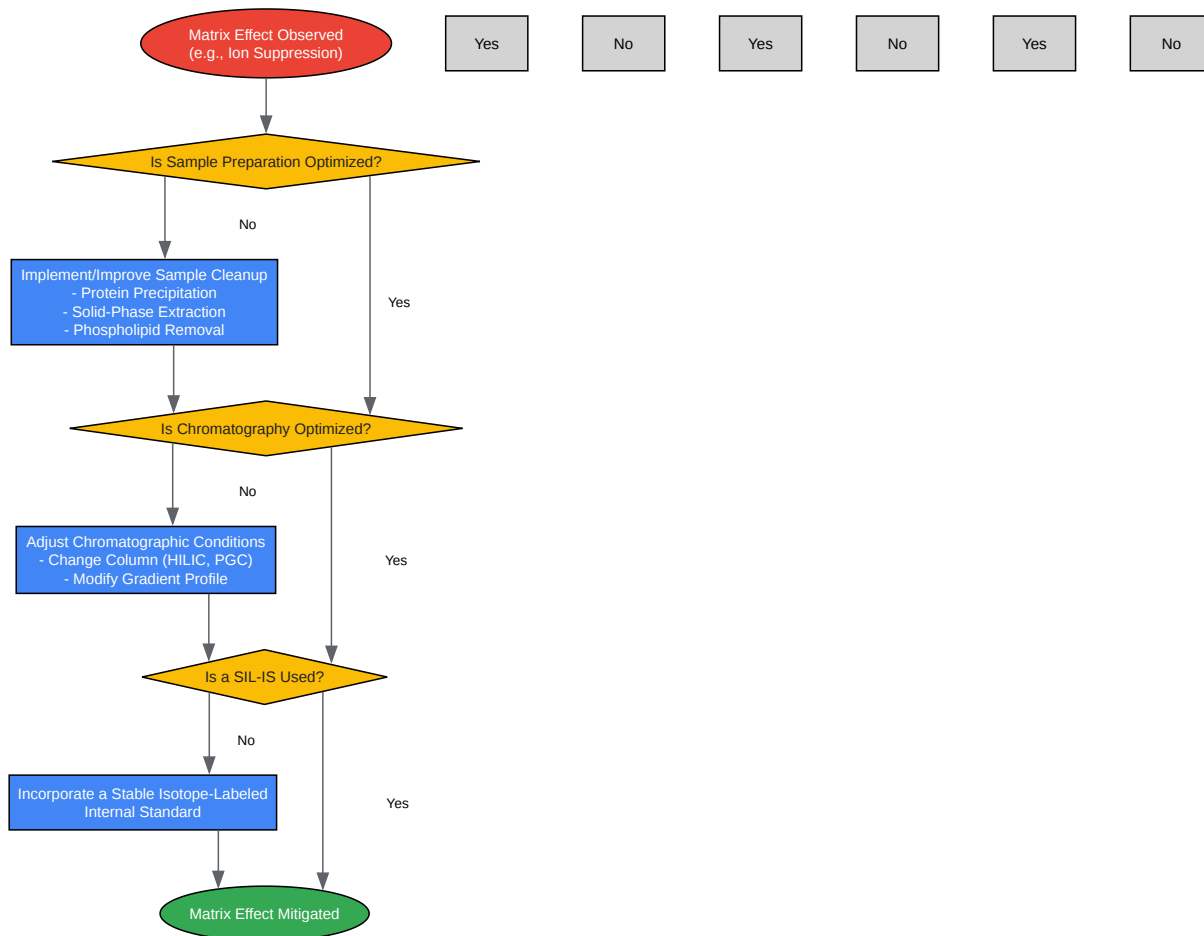 Matrix Effect Observed
(e.g., Ion Suppression)
Yes
No
Yes
No
Yes
No
Is Sample Preparation Optimized?
No
Implement/Improve Sample Cleanup
- Protein Precipitation
- Solid-Phase Extraction
- Phospholipid Removal
Yes
Is Chromatography Optimized?
No
Adjust Chromatographic Conditions
- Change Column (HILIC, PGC)
- Modify Gradient Profile
Yes
Is a SIL-IS Used?
No
Incorporate a Stable Isotope-Labeled
Internal Standard
Yes
Matrix Effect Mitigated